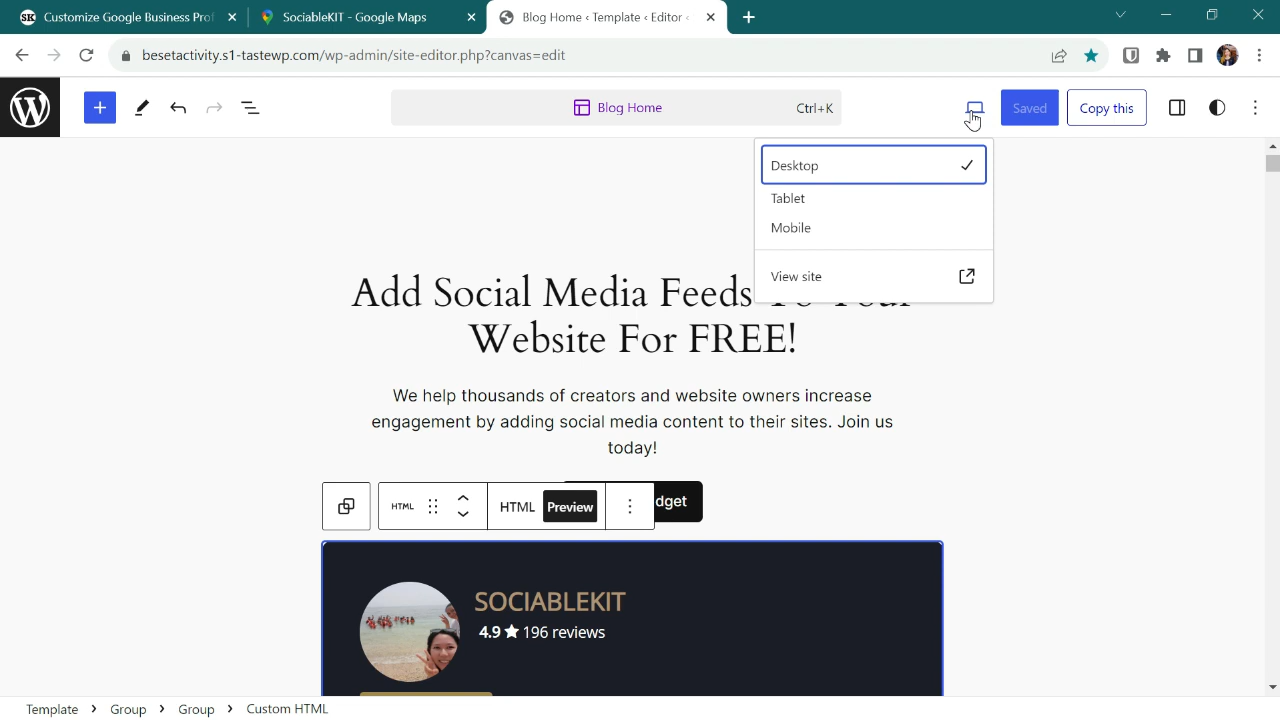 Customize Google Business Prof
SociableKIT - Google Maps
Blog Home ‹ Template ‹ Editor ‹
besetactivity.s1-tastewp.com/wp-admin/site-editor.php?canvas=edit
Blog Home
Ctrl+K
Saved
Copy this
Desktop
Tablet
Mobile
View site
Add Social Media Feeds To Your
Website For FREE!
We help thousands of creators and website owners increase
engagement by adding social media content to their sites. Join us
today!
HTML
HTML
Preview
dget
SOCIABLEKIT
4.9 ★ 196 reviews
Template > Group > Group > Custom HTML